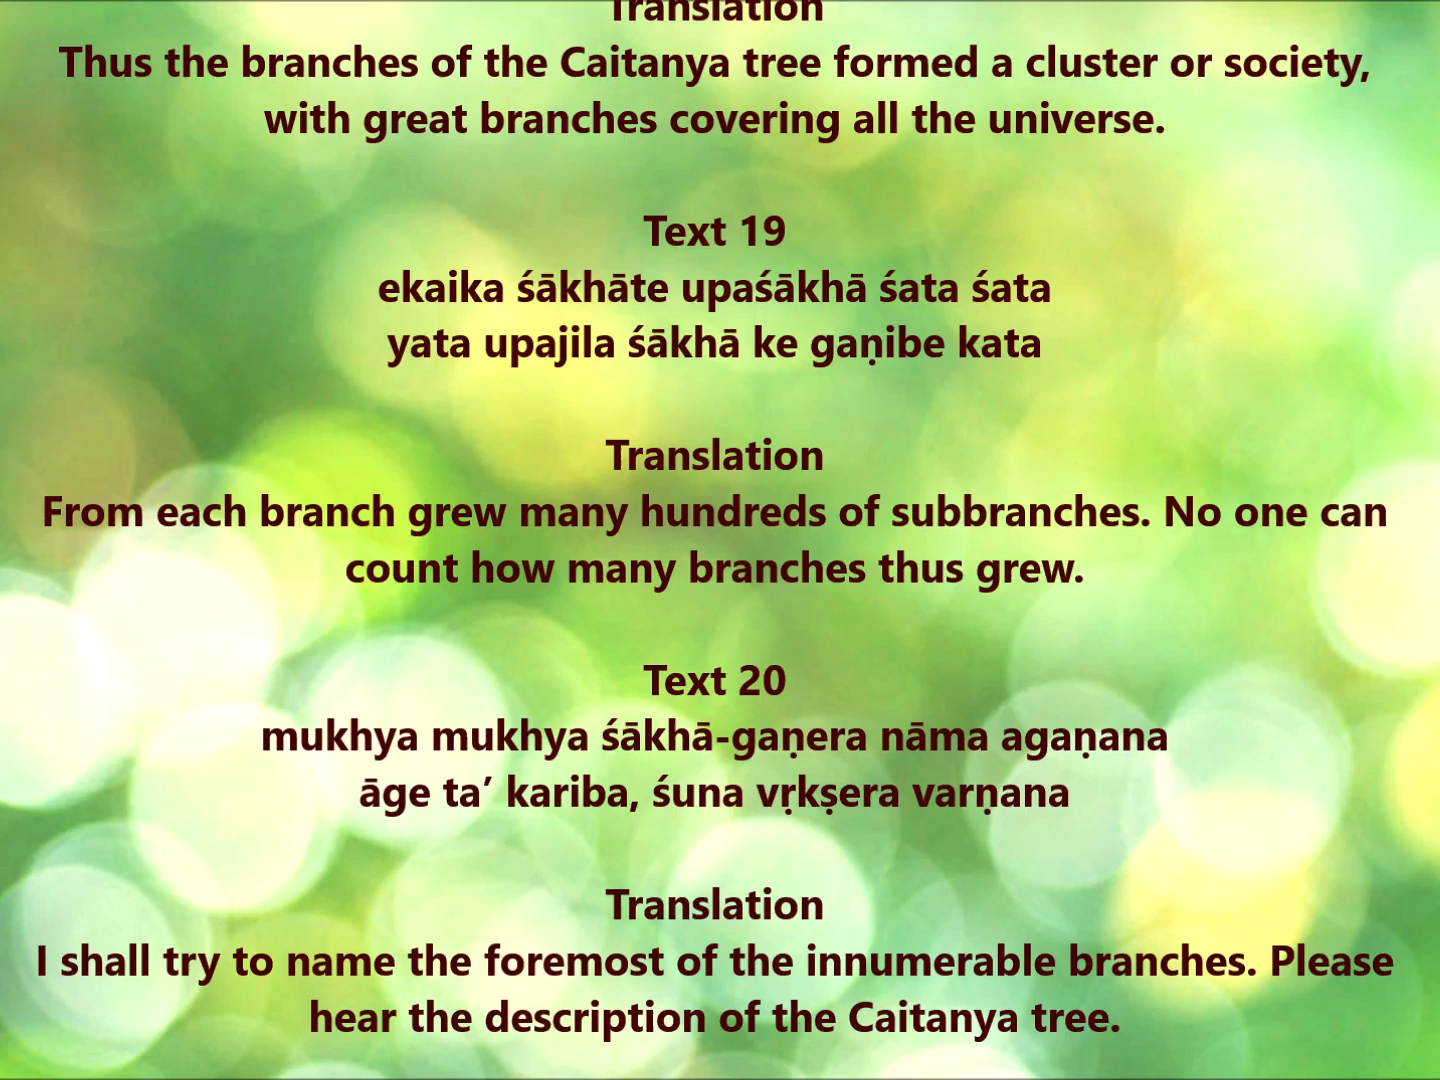 Translation
Thus the branches of the Caitanya tree formed a cluster or society,
with great branches covering all the universe.
Text 19
ekaika śākhāte upaśākhā śata śata
yata upajila śākhā ke gaṇibe kata
Translation
From each branch grew many hundreds of subbranches. No one can
count how many branches thus grew.
Text 20
mukhya mukhya śākhā-gaṇera nāma agaṇana
āge ta’ kariba, śuna vṛkṣera varṇana
Translation
I shall try to name the foremost of the innumerable branches. Please
hear the description of the Caitanya tree.